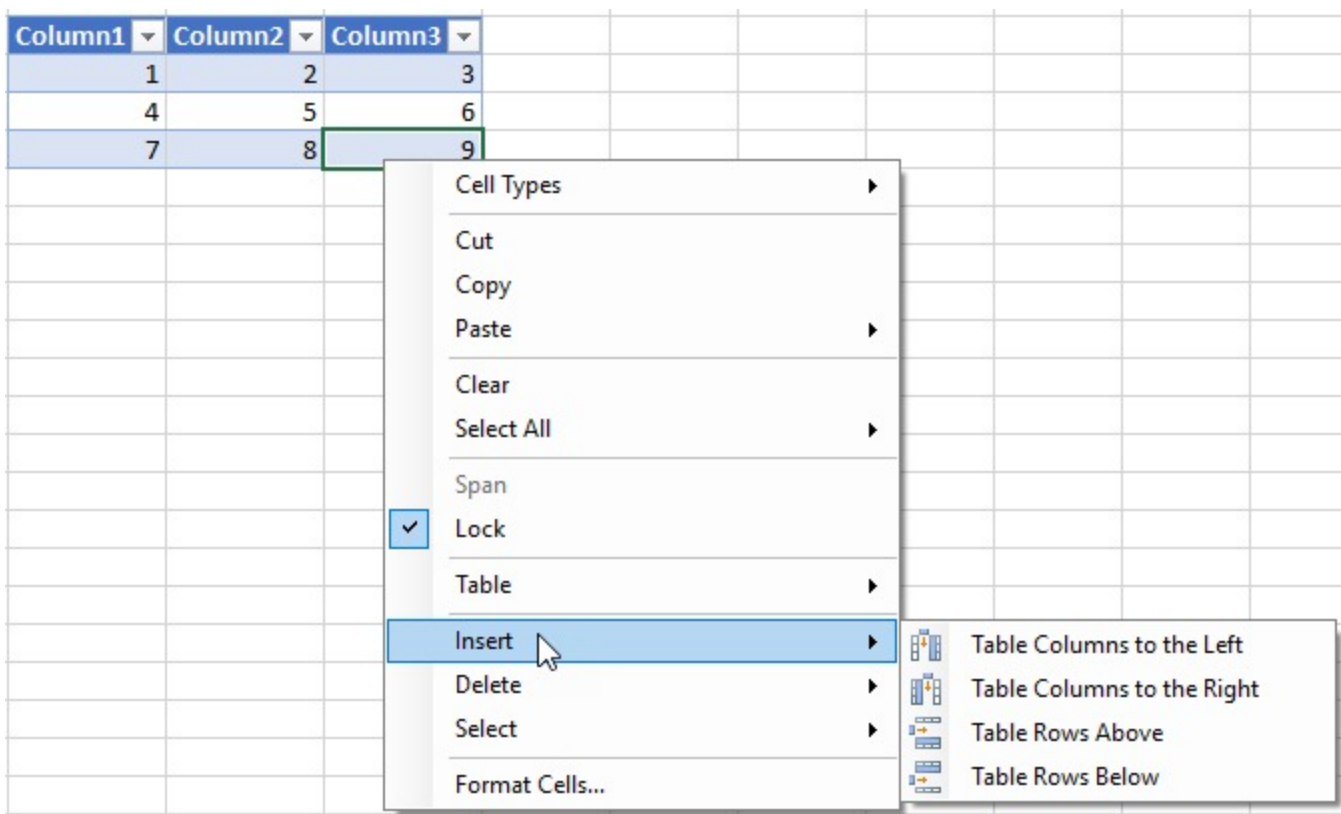 Column1 Column2 Column3
1 2 3
4 5 6
7 8 9
Cell Types
Cut
Copy
Paste
Clear
Select All
Span
Lock
Table
Insert
Delete
Select
Format Cells...
Table Columns to the Left
Table Columns to the Right
Table Rows Above
Table Rows Below